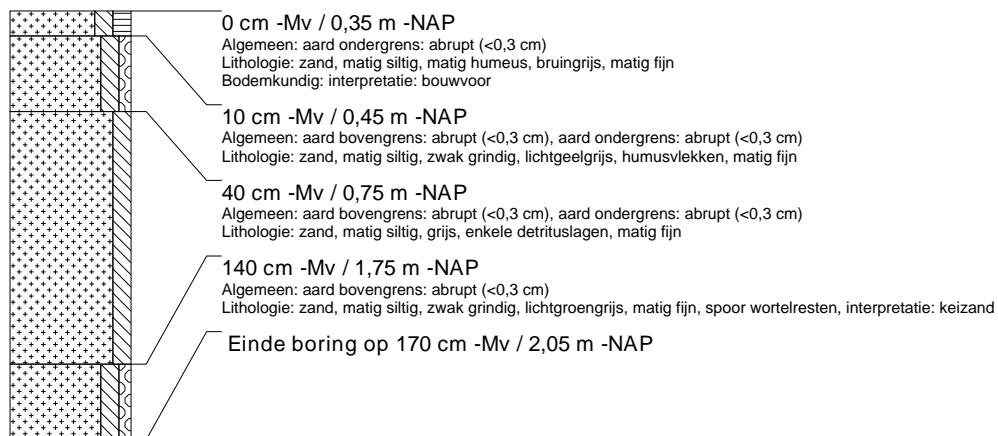 0 cm -Mv / 0,35 m -NAP
Algemeen: aard ondergrens: abrupt (<0,3 cm)
Lithologie: zand, matig siltig, matig humeus, bruingrijs, matig fijn
Bodemkundig: interpretatie: bouwvoor
10 cm -Mv / 0,45 m -NAP
Algemeen: aard bovengrens: abrupt (<0,3 cm), aard ondergrens: abrupt (<0,3 cm)
Lithologie: zand, matig siltig, zwak grindig, lichtgeelgrijs, humusvlekken, matig fijn
40 cm -Mv / 0,75 m -NAP
Algemeen: aard bovengrens: abrupt (<0,3 cm), aard ondergrens: abrupt (<0,3 cm)
Lithologie: zand, matig siltig, grijs, enkele detrituslagen, matig fijn
140 cm -Mv / 1,75 m -NAP
Algemeen: aard bovengrens: abrupt (<0,3 cm)
Lithologie: zand, matig siltig, zwak grindig, lichtgroengrijs, matig fijn, spoor wortelresten, interpretatie: keizand
Einde boring op 170 cm -Mv / 2,05 m -NAP